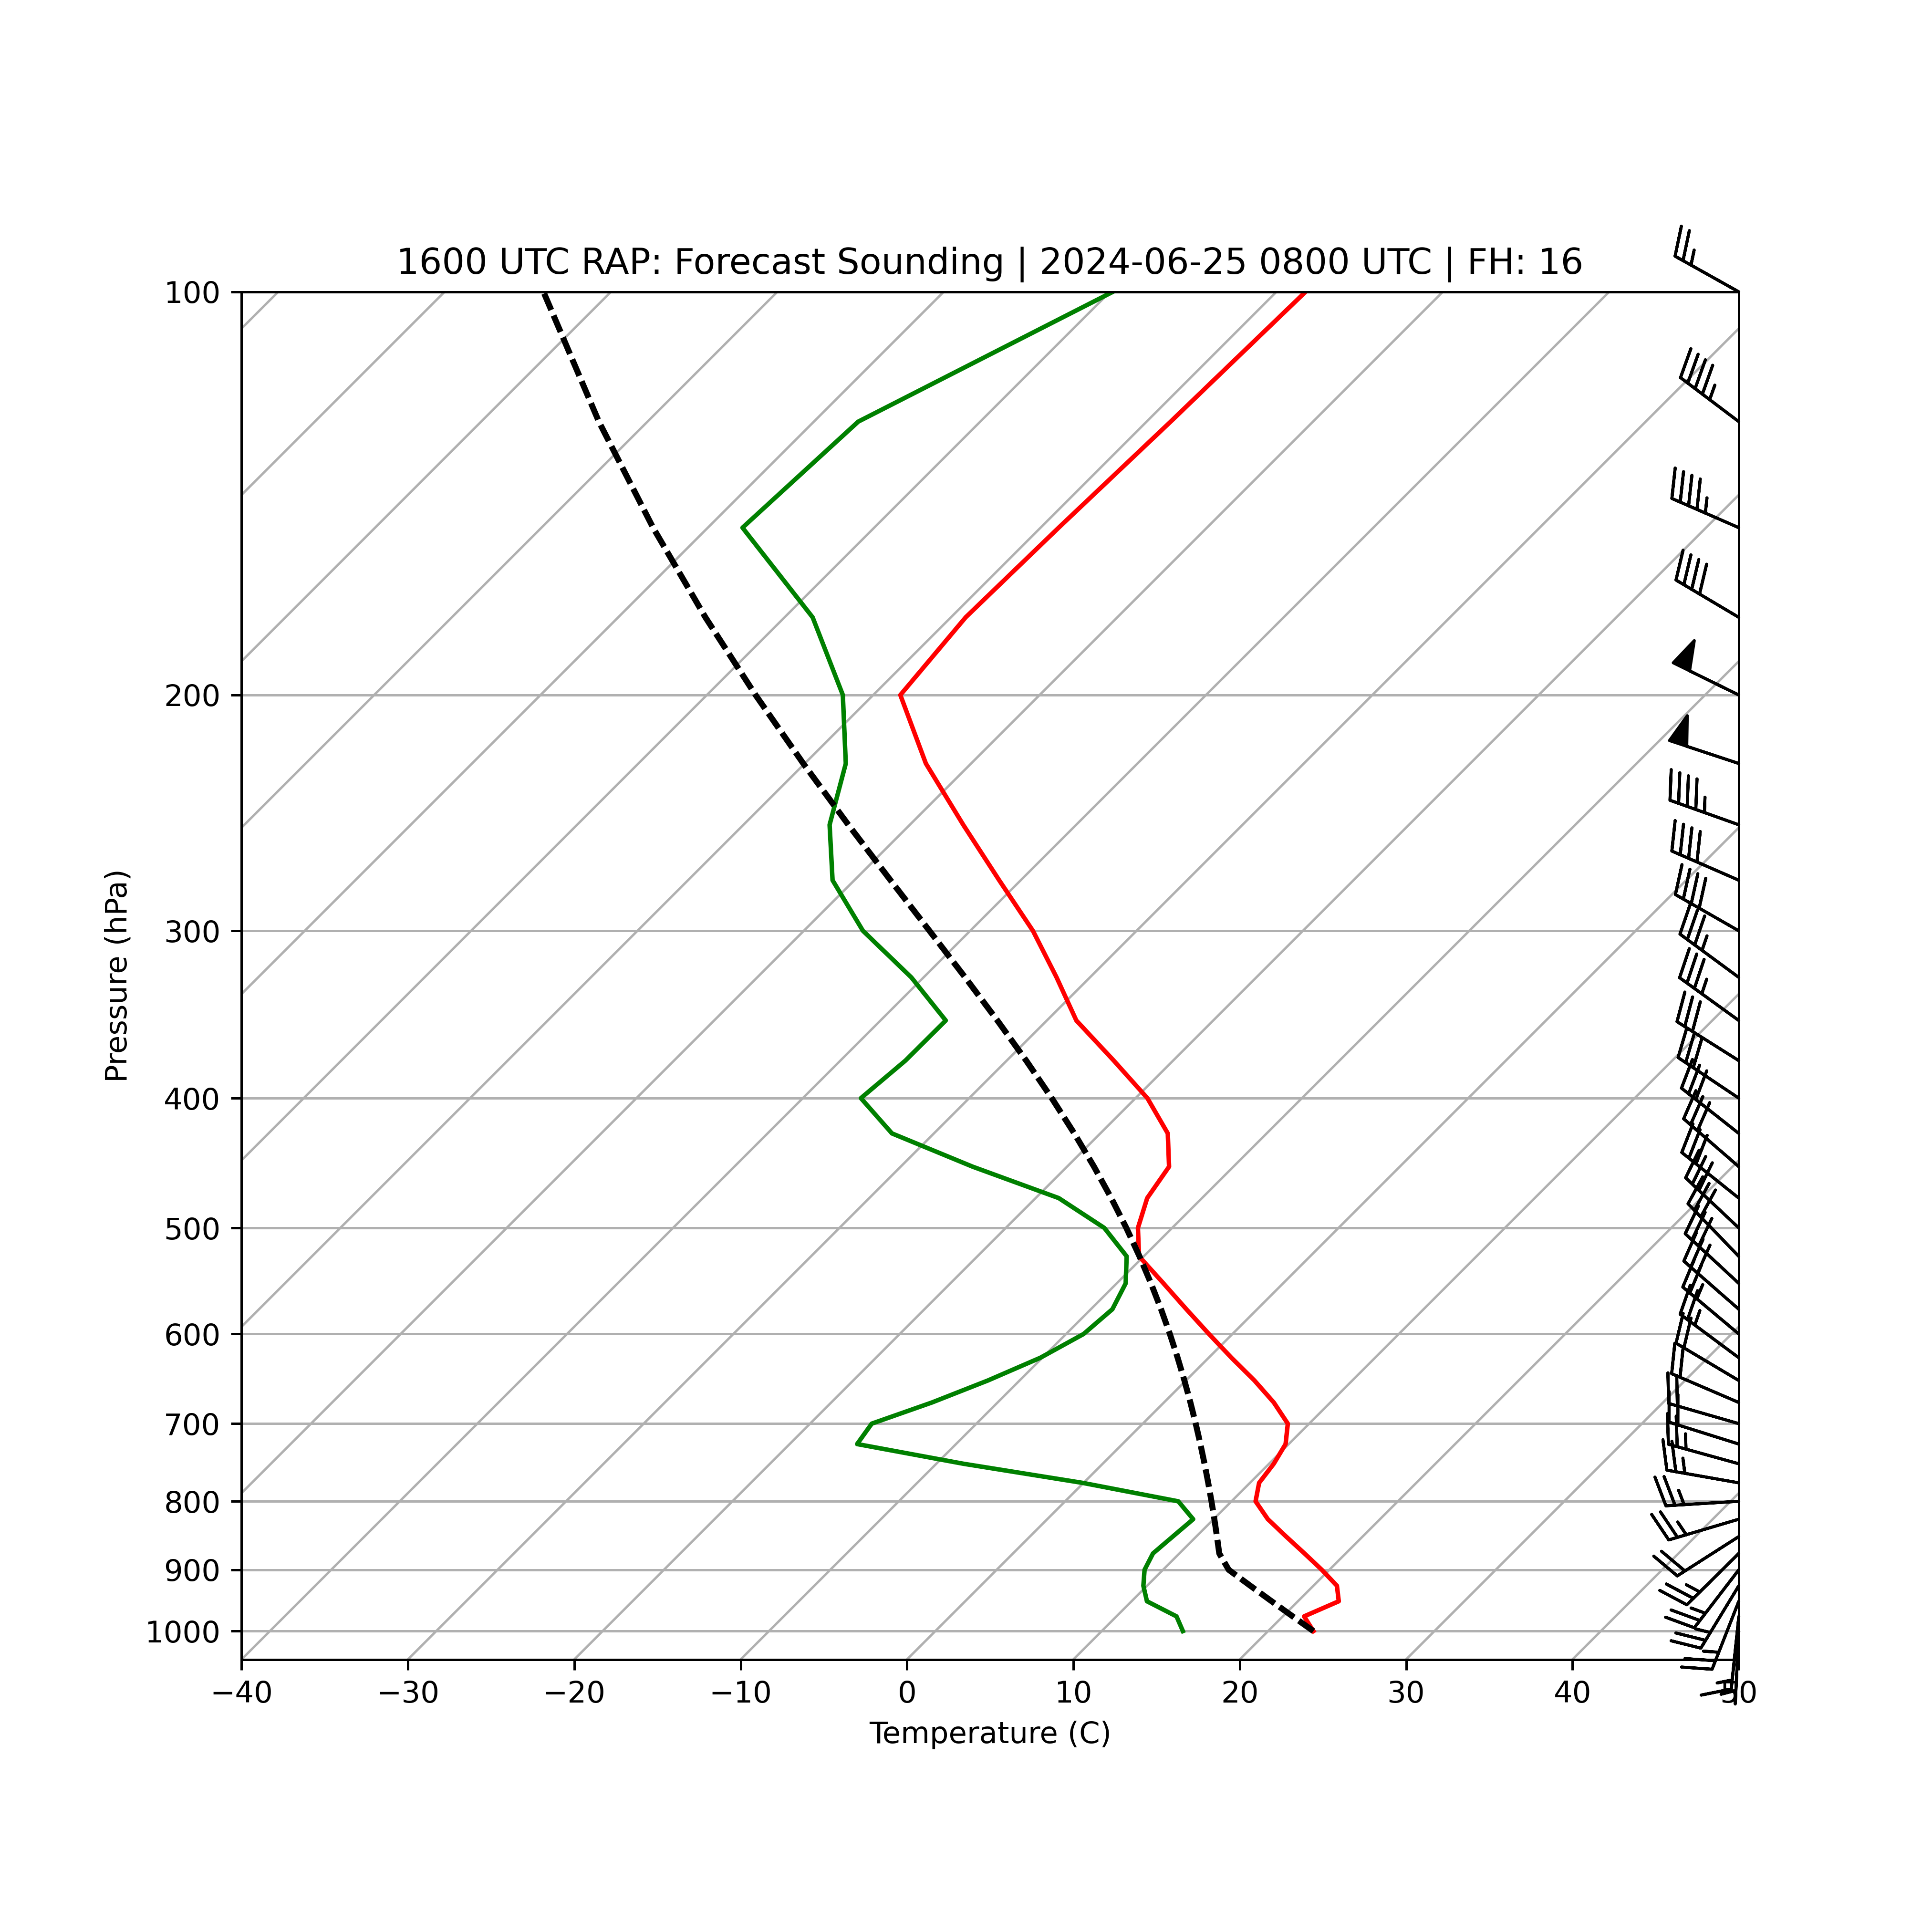 1600 UTC RAP: Forecast Sounding | 2024-06-25 0800 UTC | FH: 16
100
200
300
400
500
600
700
800
900
1000
Pressure (hPa)
−40 −30 −20 −10 0 10 20 30 40 50
Temperature (C)